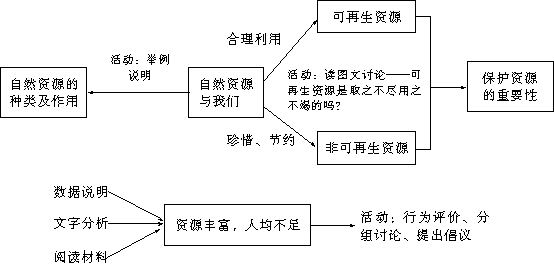 可再生资源
合理利用
活动：举例
说明
自然资源的
种类及作用
自然资源
与我们
活动：读图文讨论——可
再生资源是取之不尽用之
不竭的吗？
保护资源
的重要性
珍惜、节约
非可再生资源
数据说明
文字分析
阅读材料
资源丰富，人均不足
活动：行为评价、分
组讨论、提出倡议